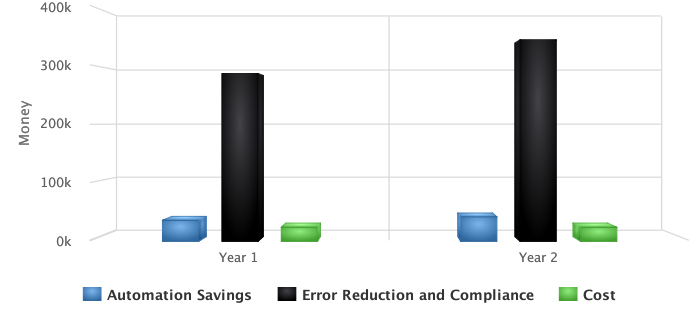 400k
300k
Money
200k
100k
0k
Year 1 Year 2
Automation Savings Error Reduction and Compliance Cost